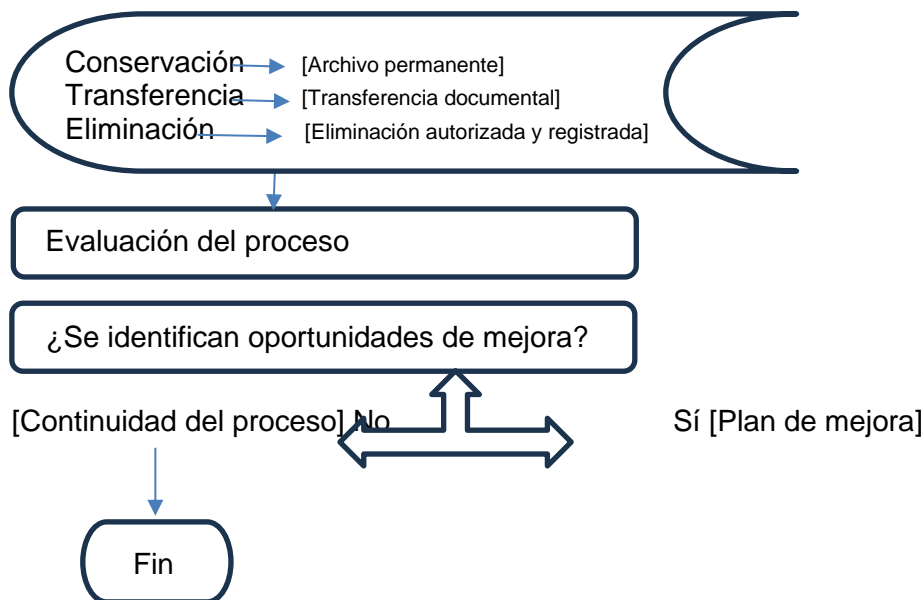 Conservación [Archivo permanente]
Transferencia [Transferencia documental]
Eliminación [Eliminación autorizada y registrada]
Evaluación del proceso
¿Se identifican oportunidades de mejora?
[Continuidad del proceso] No Sí [Plan de mejora]
Fin